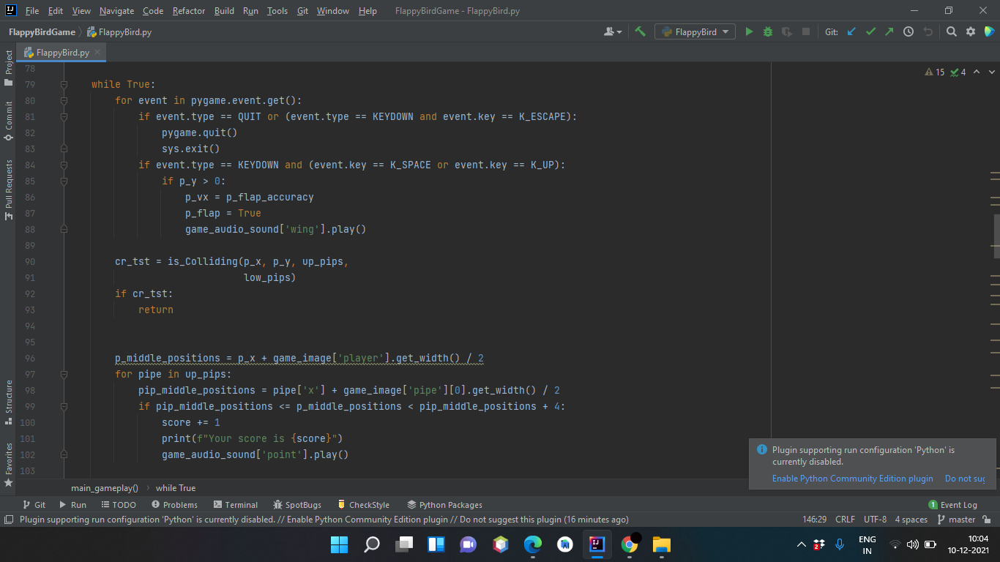 File Edit View Navigate Code Refactor Build Run Tools Git Window Help FlappyBirdGame - FlappyBird.py
FlappyBirdGame FlappyBird.py FlappyBird Git:
FlappyBird.py
Project
Commit
Pull Requests
Structure
Favorites
15 4
78
79 while True:
80 for event in pygame.event.get():
81 if event.type == QUIT or (event.type == KEYDOWN and event.key == K_ESCAPE):
82 pygame.quit()
83 sys.exit()
84 if event.type == KEYDOWN and (event.key == K_SPACE or event.key == K_UP):
85 if p_y > 0:
86 p_vx = p_flap_accuracy
87 p_flap = True
88 game_audio_sound['wing'].play()
89
90 cr_tst = is_Colliding(p_x, p_y, up_pips,
91 low_pips)
92 if cr_tst:
93 return
94
95
96 p_middle_positions = p_x + game_image['player'].get_width() / 2
97 for pipe in up_pips:
98 pip_middle_positions = pipe['x'] + game_image['pipe'][0].get_width() / 2
99 if pip_middle_positions <= p_middle_positions < pip_middle_positions + 4:
100 score += 1
101 print(f"Your score is {score}")
102 game_audio_sound['point'].play()
103
Plugin supporting run configuration 'Python' is
currently disabled.
Enable Python Community Edition plugin Do not sug
main_gameplay() while True
Git Run TODO Problems Terminal SpotBugs CheckStyle Python Packages 1 Event Log
Plugin supporting run configuration 'Python' is currently disabled. // Enable Python Community Edition plugin // Do not suggest this plugin (16 minutes ago) 146:29 CRLF UTF-8 4 spaces master
ENG
IN
10:04
10-12-2021